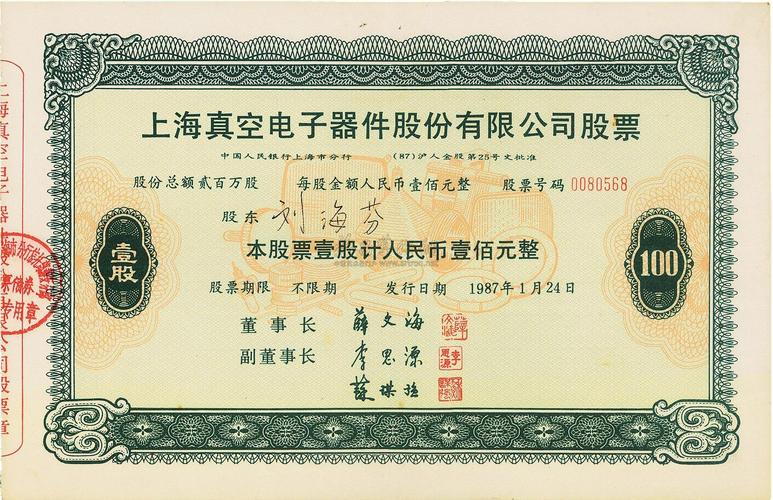 上海真空电子器件股份有限公司股票
中国人民银行上海市分行 (87)沪人金股第25号文批准
股份总额贰百万股 每股金额人民币壹佰元整 股票号码 0080568
股东 刘海芬
本股票壹股计人民币壹佰元整
壹股
100
股票期限 不限期 发行日期 1987年1月24日
董事长 薛文海
副董事长 李思源
专用章